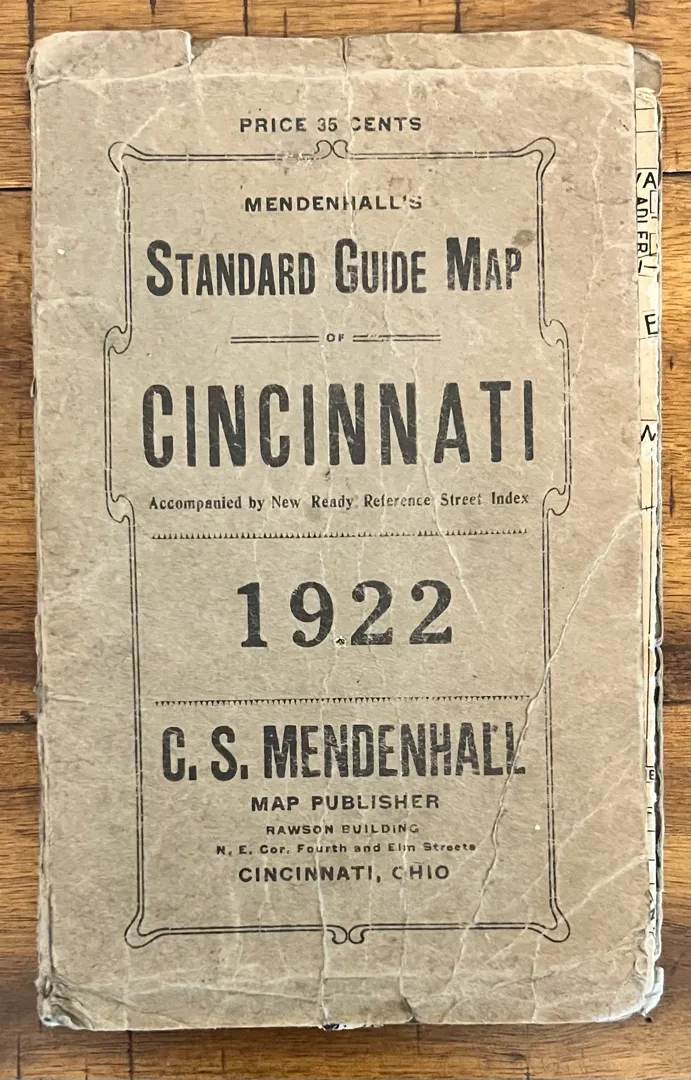 PRICE 35 CENTS
MENDENHALL'S
STANDARD GUIDE MAP
OF
CINCINNATI
Accompanied by New Ready Reference Street Index
1922
C. S. MENDENHALL
MAP PUBLISHER
RAWSON BUILDING
N. E. Cor. Fourth and Elm Streets
CINCINNATI, OHIO